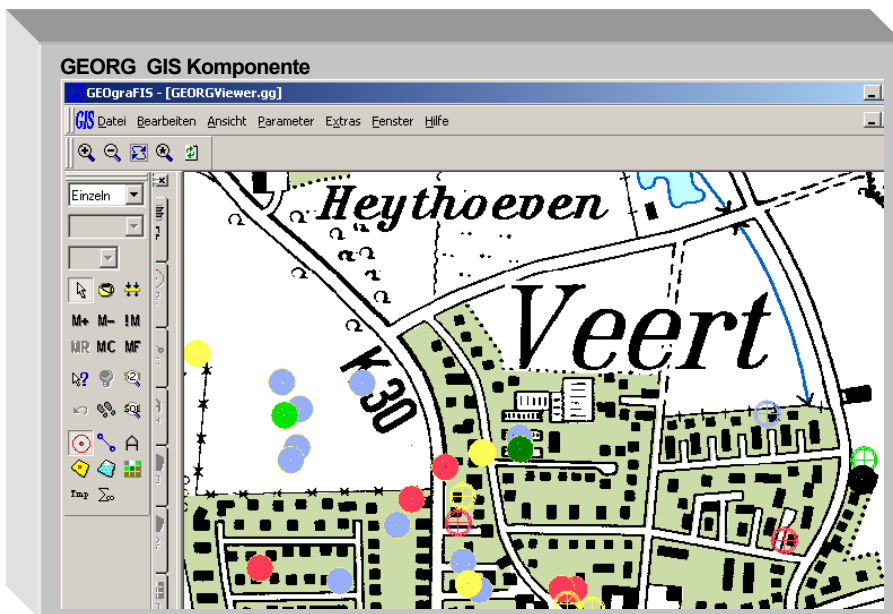 GEORG GIS Komponente
GEOgraFIS - [GEORGViewer.gg]
GIS Datei Bearbeiten Ansicht Parameter Extras Fenster Hilfe
Einzeln
M+ M- !M
MR MC MF
SQL
Imp ∑∞
Heythoeven
Veert
K 30